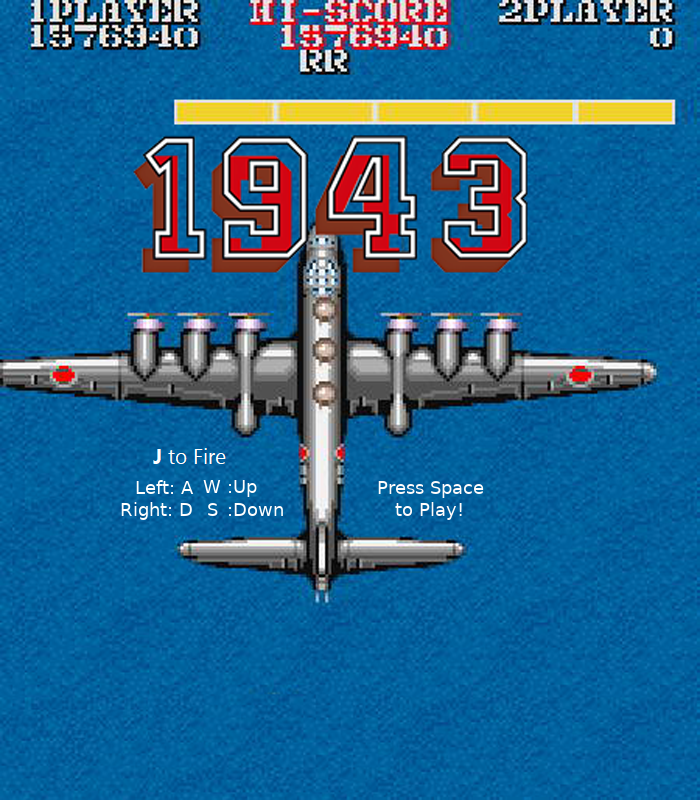 1PLAYER HI-SCORE 2PLAYER
1576940 1576940 0
RR
1943
J to Fire
Left: A W :Up
Right: D S :Down
Press Space
to Play!